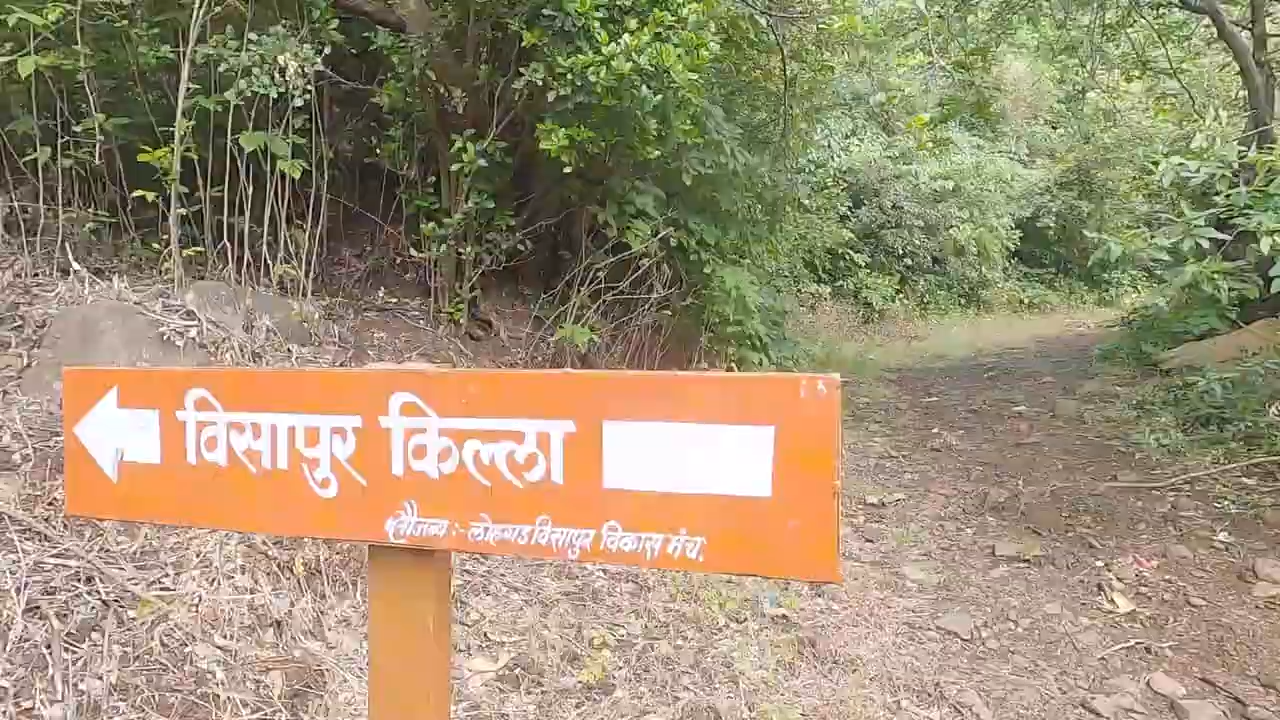 विसापुर किल्ला
सौजन्य :- लोहगड विसापुर विकास मंच.